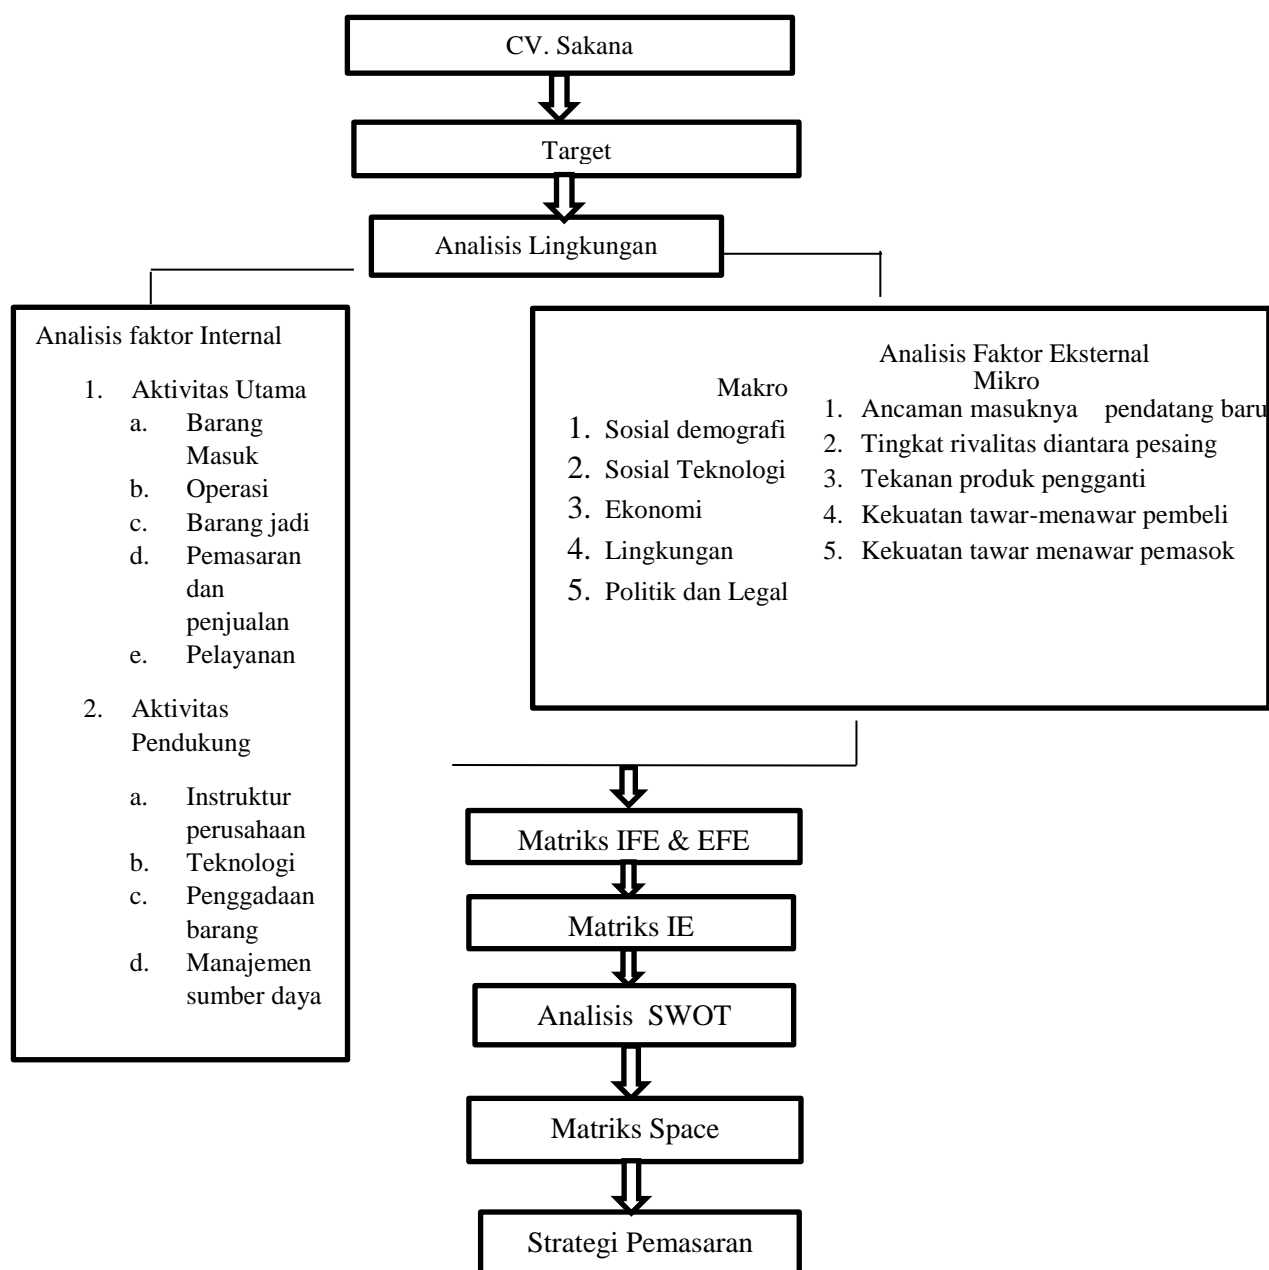 CV. Sakana
Target
Analisis Lingkungan
Analisis faktor Internal
1. Aktivitas Utama
a. Barang
Masuk
b. Operasi
c. Barang jadi
d. Pemasaran
dan
penjualan
e. Pelayanan
2. Aktivitas
Pendukung
a. Instruktur
perusahaan
b. Teknologi
c. Penggadaan
barang
d. Manajemen
sumber daya
Analisis Faktor Eksternal
Makro
1. Sosial demografi
2. Sosial Teknologi
3. Ekonomi
4. Lingkungan
5. Politik dan Legal
Mikro
1. Ancaman masuknya pendatang baru
2. Tingkat rivalitas diantara pesaing
3. Tekanan produk pengganti
4. Kekuatan tawar-menawar pembeli
5. Kekuatan tawar menawar pemasok
Matriks IFE & EFE
Matriks IE
Analisis SWOT
Matriks Space
Strategi Pemasaran